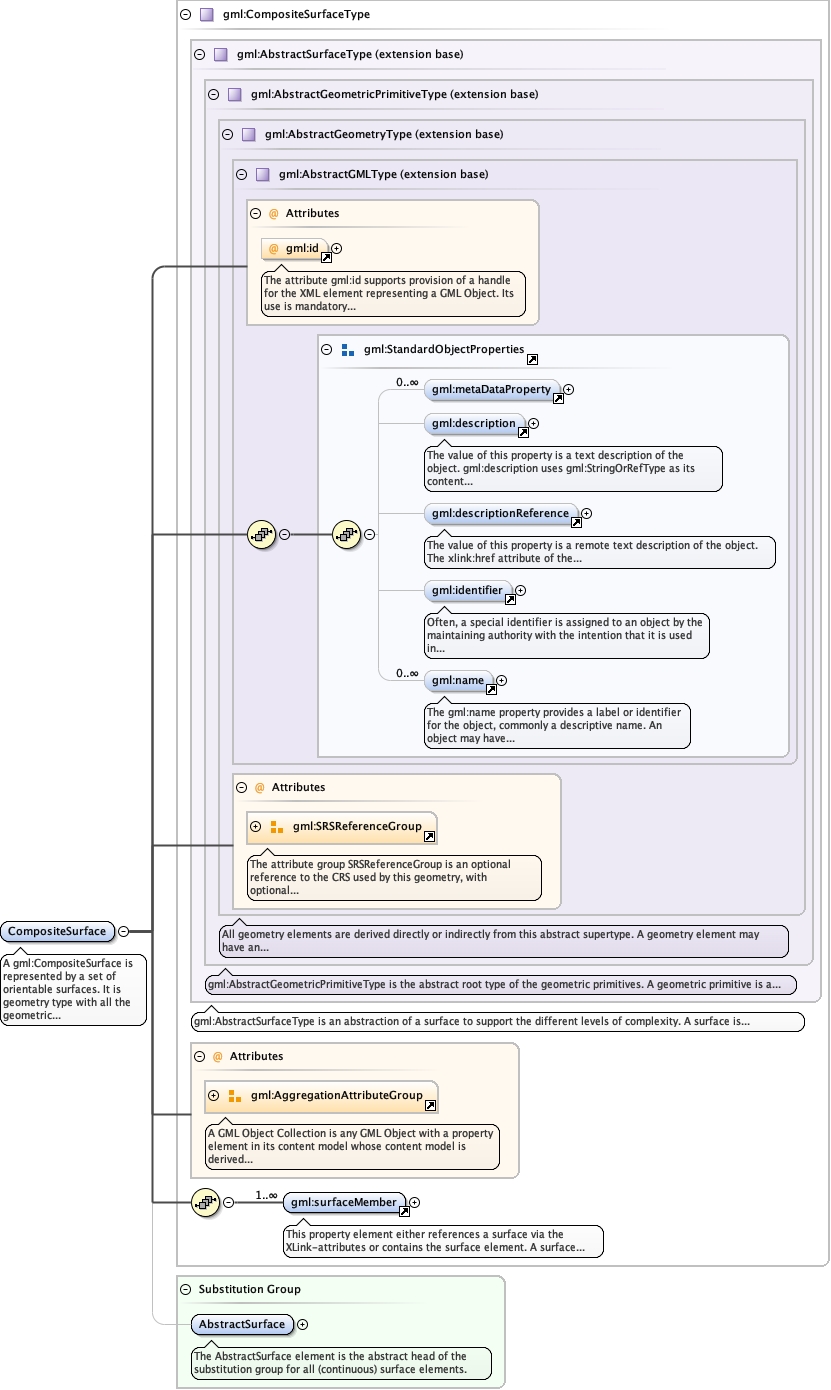 gml:CompositeSurfaceType
gml:AbstractSurfaceType (extension base)
gml:AbstractGeometricPrimitiveType (extension base)
gml:AbstractGeometryType (extension base)
gml:AbstractGMLType (extension base)
@ Attributes
@ gml:id
The attribute gml:id supports provision of a handle
for the XML element representing a GML Object. Its
use is mandatory...
gml:StandardObjectProperties
0..∞
gml:metaDataProperty
gml:description
The value of this property is a text description of the
object. gml:description uses gml:StringOrRefType as its
content...
gml:descriptionReference
The value of this property is a remote text description of the object.
The xlink:href attribute of the...
gml:identifier
Often, a special identifier is assigned to an object by the
maintaining authority with the intention that it is used
in...
0..∞
gml:name
The gml:name property provides a label or identifier
for the object, commonly a descriptive name. An
object may have...
@ Attributes
gml:SRSReferenceGroup
The attribute group SRSReferenceGroup is an optional
reference to the CRS used by this geometry, with
optional...
CompositeSurface
A gml:CompositeSurface is
represented by a set of
orientable surfaces. It is
geometry type with all the
geometric...
All geometry elements are derived directly or indirectly from this abstract supertype. A geometry element may
have an...
gml:AbstractGeometricPrimitiveType is the abstract root type of the geometric primitives. A geometric primitive is a...
gml:AbstractSurfaceType is an abstraction of a surface to support the different levels of complexity. A surface is...
@ Attributes
gml:AggregationAttributeGroup
A GML Object Collection is any GML Object with a property
element in its content model whose content model is
derived...
1..∞
gml:surfaceMember
This property element either references a surface via the
XLink-attributes or contains the surface element. A surface...
Substitution Group
AbstractSurface
The AbstractSurface element is the abstract head of the
substitution group for all (continuous) surface elements.